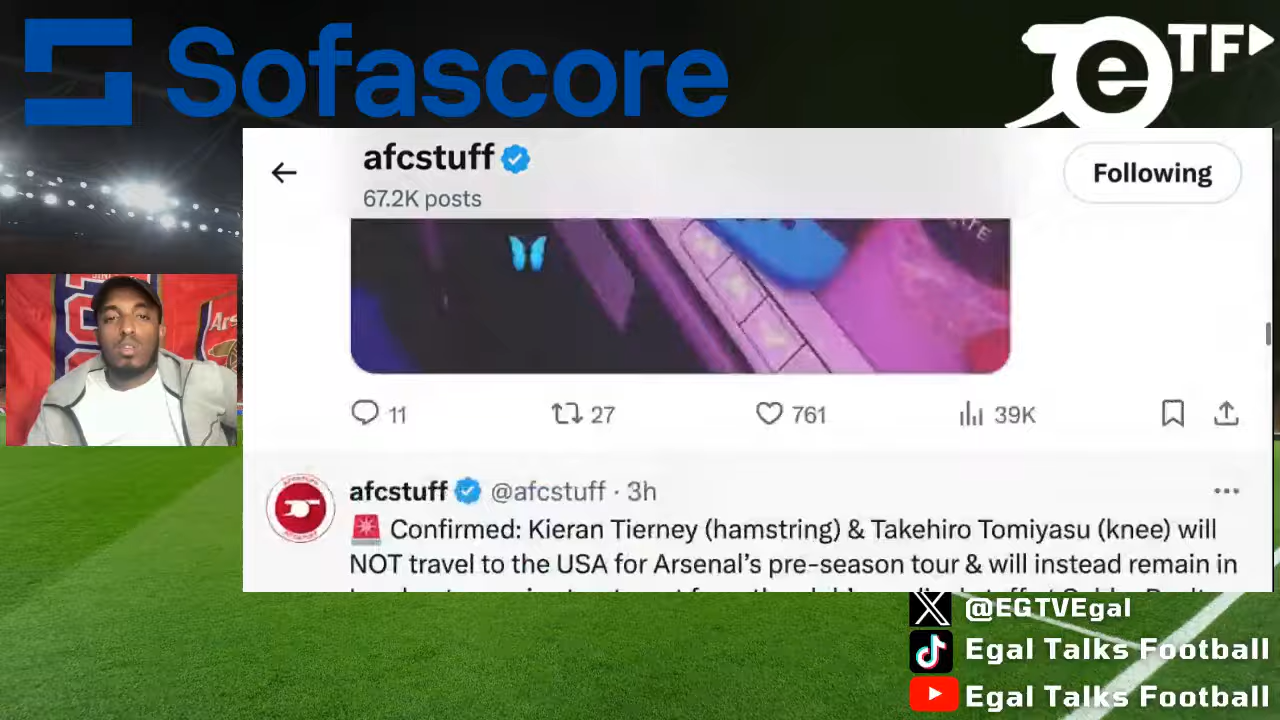 Sofascore
e TF
afcstuff
67.2K posts
Following
11
27
761
39K
afcstuff @afcstuff · 3h
🚨 Confirmed: Kieran Tierney (hamstring) & Takehiro Tomiyasu (knee) will
NOT travel to the USA for Arsenal’s pre-season tour & will instead remain in
@EGTVEgal
Egal Talks Football
Egal Talks Football